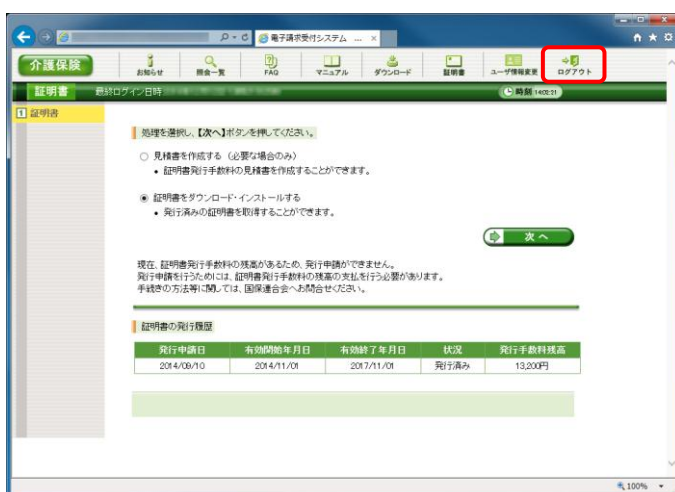 電子請求受付システム ...
介護保険
お知らせ 照会一覧 FAQ マニュアル ダウンロード 証明書 ユーザ情報変更 ログアウト
証明書 最終ログイン日時 時刻 14:02:21
1 証明書
処理を選択し、【次へ】ボタンを押してください。
見積書を作成する（必要な場合のみ）
• 証明書発行手数料の見積書を作成することができます。
証明書をダウンロード・インストールする
• 発行済みの証明書を取得することができます。
次へ
現在、証明書発行手数料の残高があるため、発行申請ができません。
発行申請を行うためには、証明書発行手数料の残高の支払を行う必要があります。
手続きの方法等に関しては、国保連合会へお問合せください。
証明書の発行履歴
発行申請日 有効開始年月日 有効終了年月日 状況 発行手数料残高
2014/09/10 2014/11/01 2017/11/01 発行済み 13,200円
100%